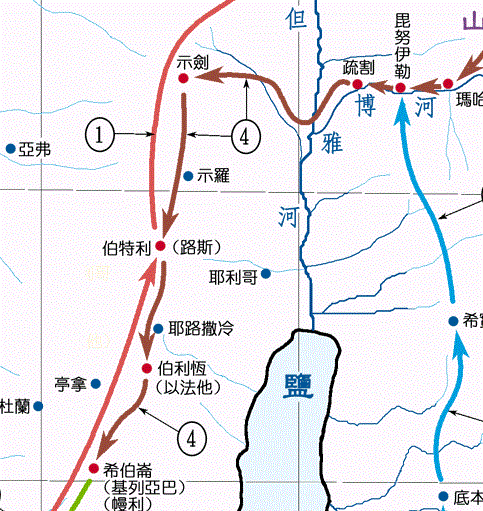 但
山
昆努伊勒
示劍
疏割
博
河
瑪哈
①
④
雅
亞弗
示羅
河
伯特利
(路斯)
耶利哥
耶路撒冷
希實
伯利恆
(以法他)
亭拿
鹽
杜蘭
④
希伯崙
(基列亞巴)
(幔利)
底本